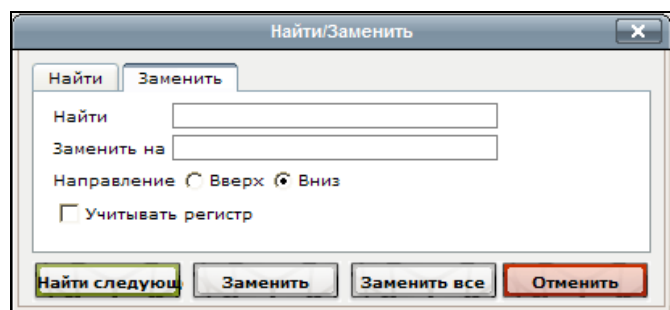 Найти/Заменить
Найти Заменить
Найти
Заменить на
Направление Вверх Вниз
Учитывать регистр
Найти следующ Заменить Заменить все Отменить